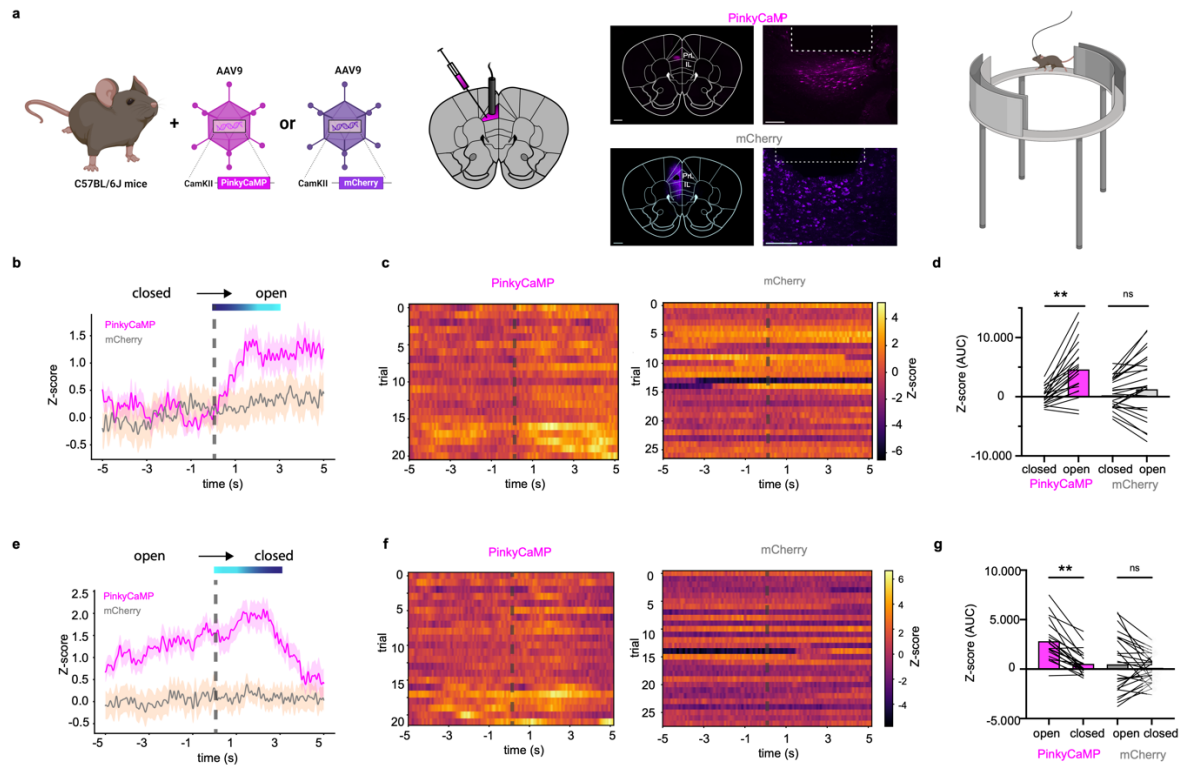 a
C57BL/6J mice
+
AAV9
CamKII PinkyCaMP
or
AAV9
CamKII mCherry
PinkyCaMP
PrL
IL
mCherry
PrL
IL
b
closed → open
PinkyCaMP
mCherry
Z-score
1.5
1.0
0.5
0.0
-0.5
-5 -3 -1 1 3 5
time (s)
c
PinkyCaMP
trial
0
5
10
15
20
-5 -3 -1 1 3 5
time (s)
mCherry
0
5
10
15
20
25
-5 -3 -1 1 3 5
time (s)
4
2
0
-2
-4
-6
Z-score
d
** ns
Z-score (AUC)
10.000
0
-10.000
closed open closed open
PinkyCaMP mCherry
e
open → closed
PinkyCaMP
mCherry
Z-score
2.5
2.0
1.5
1.0
0.5
0.0
0.5
-5 -3 -1 1 3 5
time (s)
f
PinkyCaMP
trial
0
5
10
15
20
-5 -3 -1 1 3 5
time (s)
mCherry
trial
0
5
10
15
20
25
-5 -3 -1 1 3 5
time (s)
6
4
2
0
-2
-4
Z-score
g
** ns
Z-score (AUC)
10.000
5.000
0
-5.000
open closed open closed
PinkyCaMP mCherry